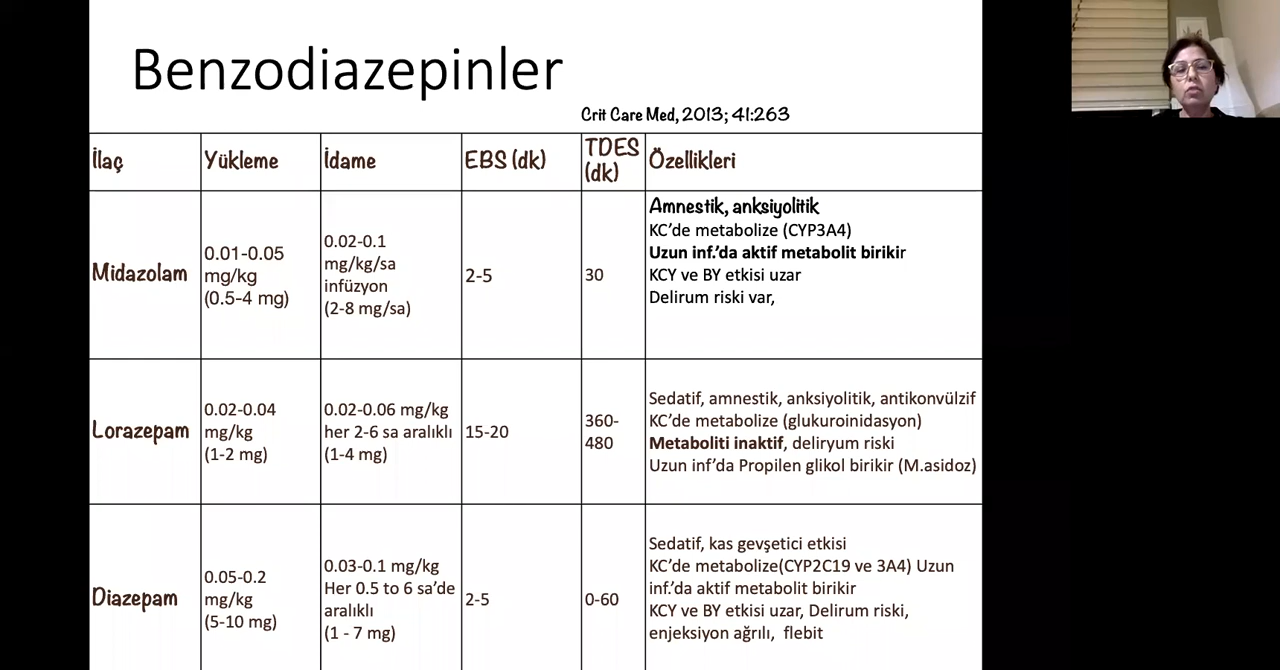 Benzodiazepinler
Crit Care Med, 2013; 41:263
İlaç
Yükleme
İdame
EBS (dk)
TDES
(dk)
Özellikleri
Midazolam
0.01-0.05
mg/kg
(0.5-4 mg)
0.02-0.1
mg/kg/sa
infüzyon
(2-8 mg/sa)
2-5
30
Amnestik, anksiyolitik
KC’de metabolize (CYP3A4)
Uzun inf.’da aktif metabolit birikir
KCY ve BY etkisi uzar
Delirum riski var,
Lorazepam
0.02-0.04
mg/kg
(1-2 mg)
0.02-0.06 mg/kg
her 2-6 sa aralıklı
(1-4 mg)
15-20
360-
480
Sedatif, amnestik, anksiyolitik, antikonvülzif
KC’de metabolize (glukuroinidasyon)
Metaboliti inaktif, deliryum riski
Uzun inf’da Propilen glikol birikir (M.asidoz)
Diazepam
0.05-0.2
mg/kg
(5-10 mg)
0.03-0.1 mg/kg
Her 0.5 to 6 sa’de
aralıklı
(1 - 7 mg)
2-5
0-60
Sedatif, kas gevşetici etkisi
KC’de metabolize(CYP2C19 ve 3A4) Uzun
inf.’da aktif metabolit birikir
KCY ve BY etkisi uzar, Delirum riski,
enjeksiyon ağrılı, flebit